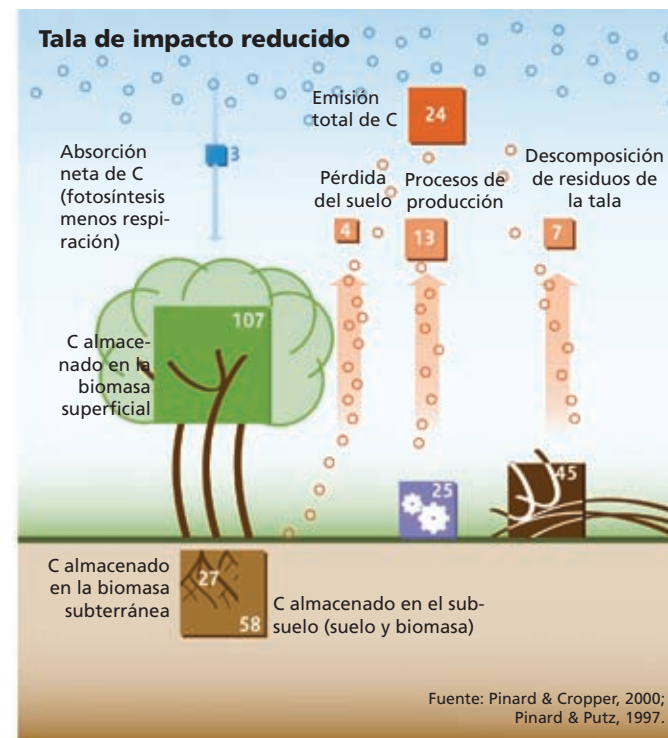 Tala de impacto reducido
Emisión
total de C
24
Absorción
neta de C
(fotosíntesis
menos respi-
ración)
3
Pérdida
del suelo
4
Procesos de
producción
13
Descomposición
de residuos de
la tala
7
C almace-
nado en la
biomasa
superficial
107
25
45
C almacenado
en la biomasa
subterránea
27
58
C almacenado en el sub-
suelo (suelo y biomasa)
Fuente: Pinard & Cropper, 2000;
Pinard & Putz, 1997.